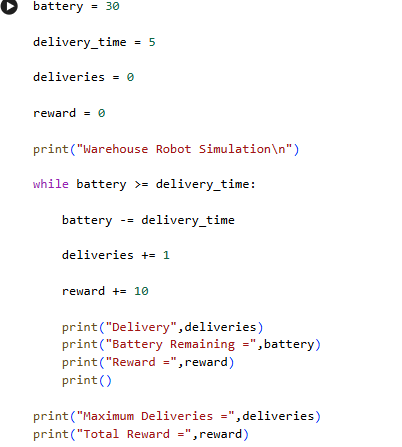 battery = 30
delivery_time = 5
deliveries = 0
reward = 0
print("Warehouse Robot Simulation\n")
while battery >= delivery_time:
    battery -= delivery_time
    deliveries += 1
    reward += 10
    print("Delivery",deliveries)
    print("Battery Remaining =",battery)
    print("Reward =",reward)
    print()
print("Maximum Deliveries =",deliveries)
print("Total Reward =",reward)